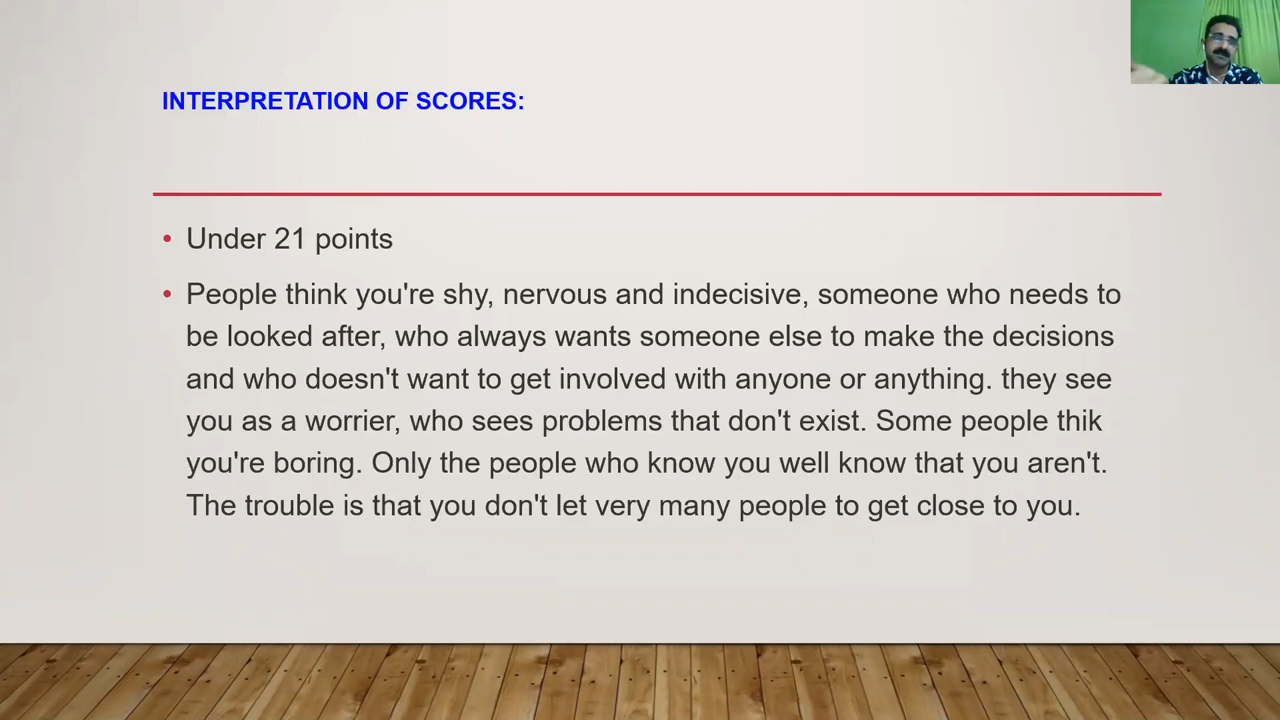 INTERPRETATION OF SCORES:
• Under 21 points
• People think you're shy, nervous and indecisive, someone who needs to
be looked after, who always wants someone else to make the decisions
and who doesn't want to get involved with anyone or anything. they see
you as a worrier, who sees problems that don't exist. Some people thik
you're boring. Only the people who know you well know that you aren't.
The trouble is that you don't let very many people to get close to you.